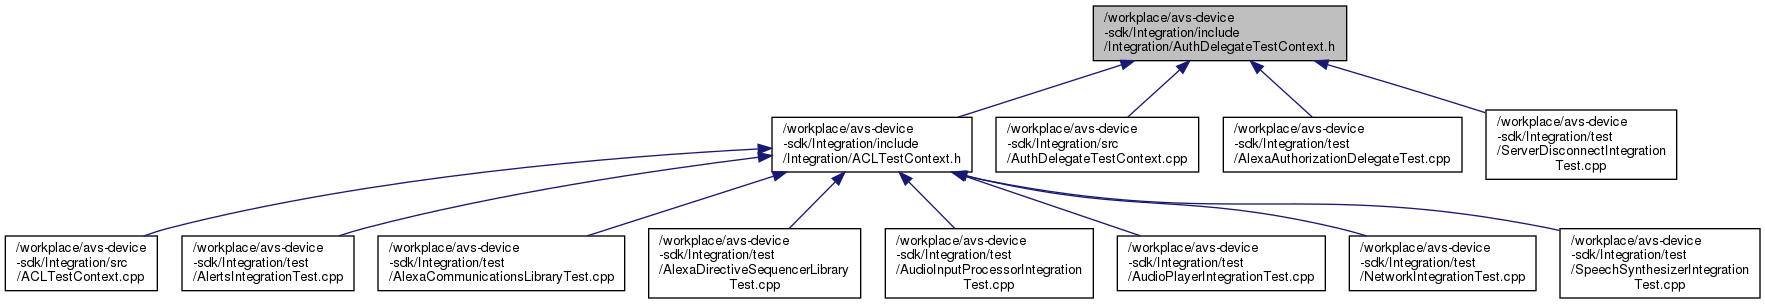 /workplace/avs-device
-sdk/Integration/include
/Integration/AuthDelegateTestContext.h
/workplace/avs-device
-sdk/Integration/include
/Integration/ACLTestContext.h
/workplace/avs-device
-sdk/Integration/src
/AuthDelegateTestContext.cpp
/workplace/avs-device
-sdk/Integration/test
/AlexaAuthorizationDelegateTest.cpp
/workplace/avs-device
-sdk/Integration/test
/ServerDisconnectIntegration
Test.cpp
/workplace/avs-device
-sdk/Integration/src
/ACLTestContext.cpp
/workplace/avs-device
-sdk/Integration/test
/AlertsIntegrationTest.cpp
/workplace/avs-device
-sdk/Integration/test
/AlexaCommunicationsLibraryTest.cpp
/workplace/avs-device
-sdk/Integration/test
/AlexaDirectiveSequencerLibrary
Test.cpp
/workplace/avs-device
-sdk/Integration/test
/AudioInputProcessorIntegration
Test.cpp
/workplace/avs-device
-sdk/Integration/test
/AudioPlayerIntegrationTest.cpp
/workplace/avs-device
-sdk/Integration/test
/NetworkIntegrationTest.cpp
/workplace/avs-device
-sdk/Integration/test
/SpeechSynthesizerIntegration
Test.cpp